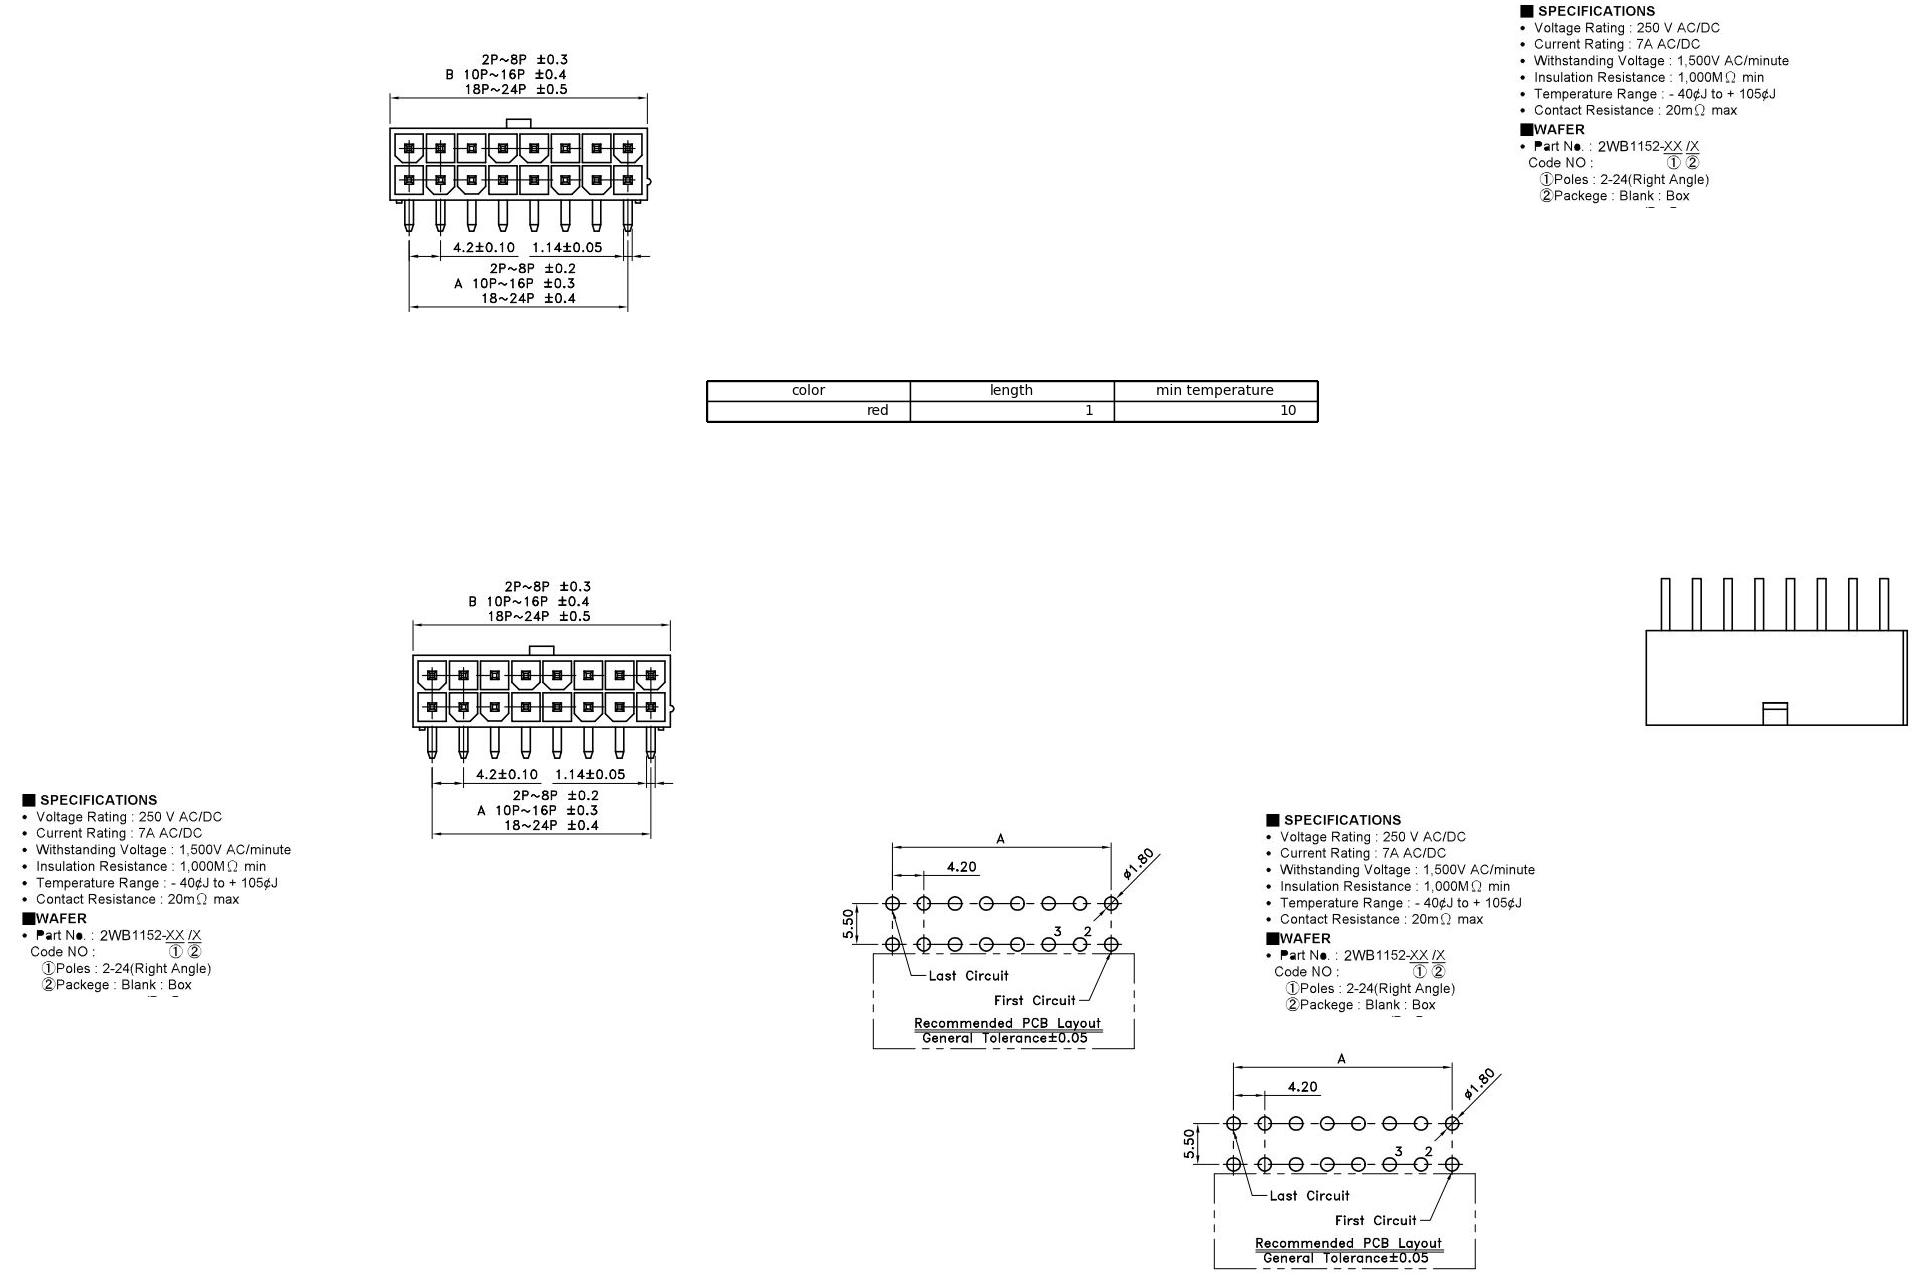 2P~8P ±0.3
B 10P~16P ±0.4
18P~24P ±0.5
4.2±0.10 1.14±0.05
2P~8P ±0.2
A 10P~16P ±0.3
18~24P ±0.4
■ SPECIFICATIONS
• Voltage Rating : 250 V AC/DC
• Current Rating : 7A AC/DC
• Withstanding Voltage : 1,500V AC/minute
• Insulation Resistance : 1,000MΩ min
• Temperature Range : - 40¢J to + 105¢J
• Contact Resistance : 20mΩ max
■WAFER
• Part No. : 2WB1152-XX /X
Code NO : ① ②
①Poles : 2-24(Right Angle)
②Packege : Blank : Box
color length min temperature
red 1 10
2P~8P ±0.3
B 10P~16P ±0.4
18P~24P ±0.5
4.2±0.10 1.14±0.05
2P~8P ±0.2
A 10P~16P ±0.3
18~24P ±0.4
■ SPECIFICATIONS
• Voltage Rating : 250 V AC/DC
• Current Rating : 7A AC/DC
• Withstanding Voltage : 1,500V AC/minute
• Insulation Resistance : 1,000MΩ min
• Temperature Range : - 40¢J to + 105¢J
• Contact Resistance : 20mΩ max
■WAFER
• Part No. : 2WB1152-XX /X
Code NO : ① ②
①Poles : 2-24(Right Angle)
②Packege : Blank : Box
A
4.20
ø1.80
5.50
3 2
Last Circuit
First Circuit
Recommended PCB Layout
General Tolerance±0.05
■ SPECIFICATIONS
• Voltage Rating : 250 V AC/DC
• Current Rating : 7A AC/DC
• Withstanding Voltage : 1,500V AC/minute
• Insulation Resistance : 1,000MΩ min
• Temperature Range : - 40¢J to + 105¢J
• Contact Resistance : 20mΩ max
■WAFER
• Part No. : 2WB1152-XX /X
Code NO : ① ②
①Poles : 2-24(Right Angle)
②Packege : Blank : Box
A
4.20
ø1.80
5.50
3 2
Last Circuit
First Circuit
Recommended PCB Layout
General Tolerance±0.05